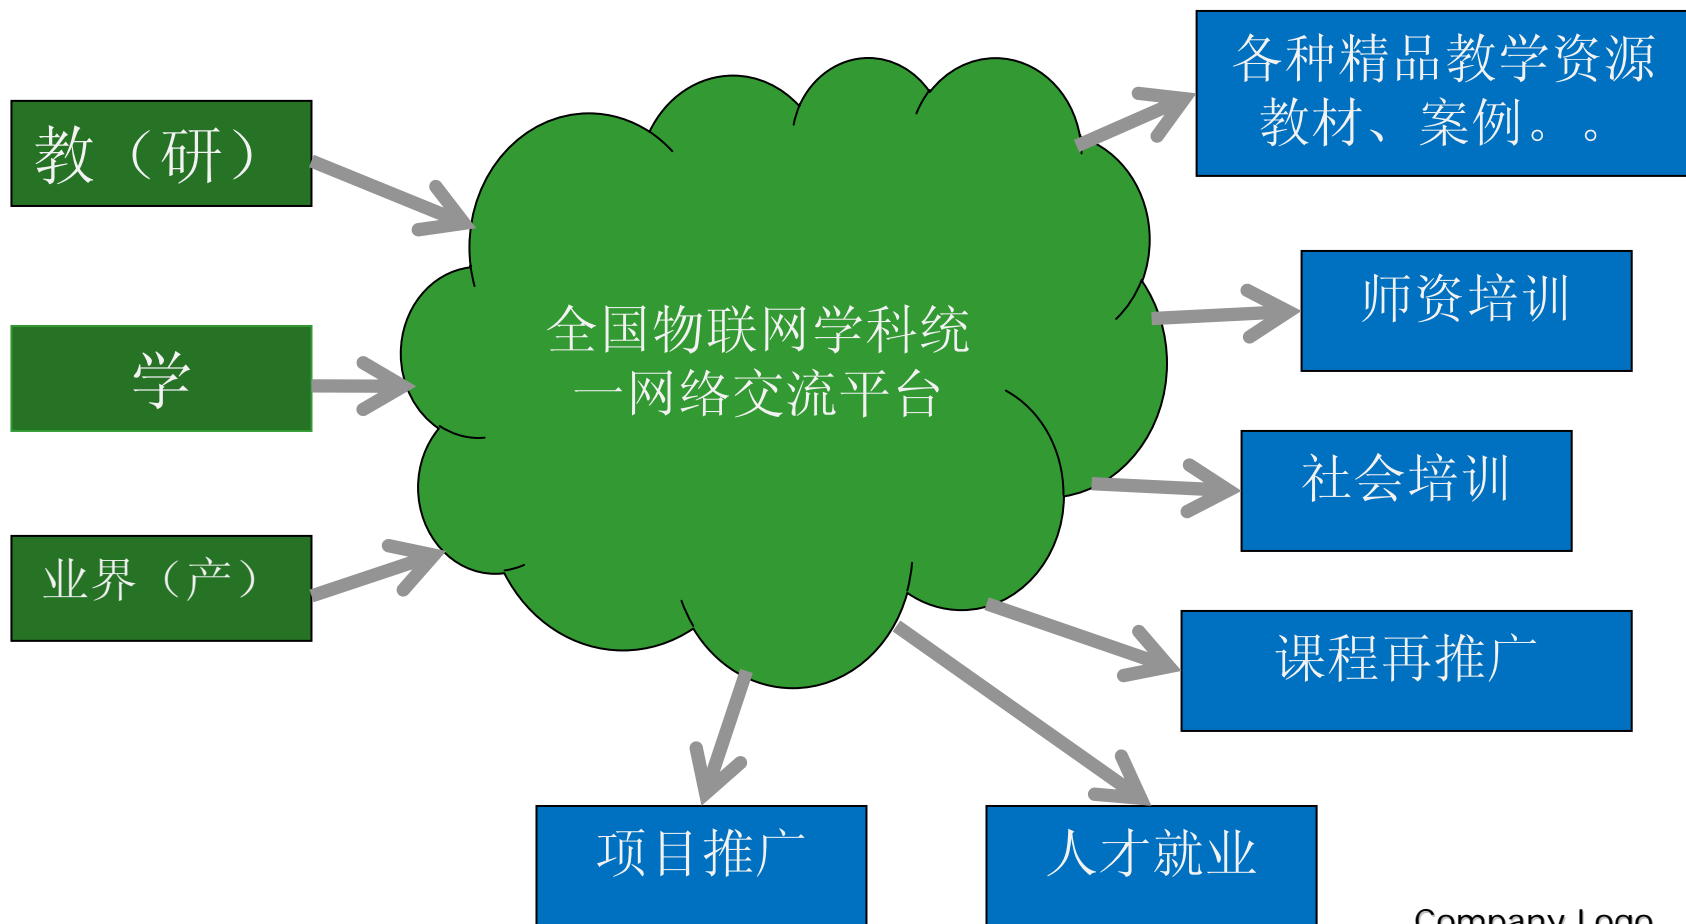 各种精品教学资源
教材、案例。。
教（研）
师资培训
全国物联网学科统
一网络交流平台
学
社会培训
业界（产）
课程再推广
项目推广
人才就业
Company Logo